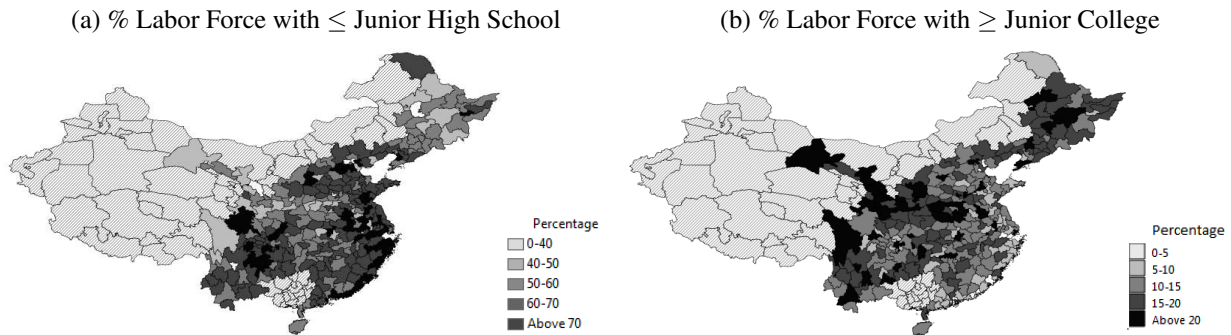 (a) % Labor Force with ≤ Junior High School
(b) % Labor Force with ≥ Junior College
Percentage
0-40
40-50
50-60
60-70
Above 70
Percentage
0-5
5-10
10-15
15-20
Above 20